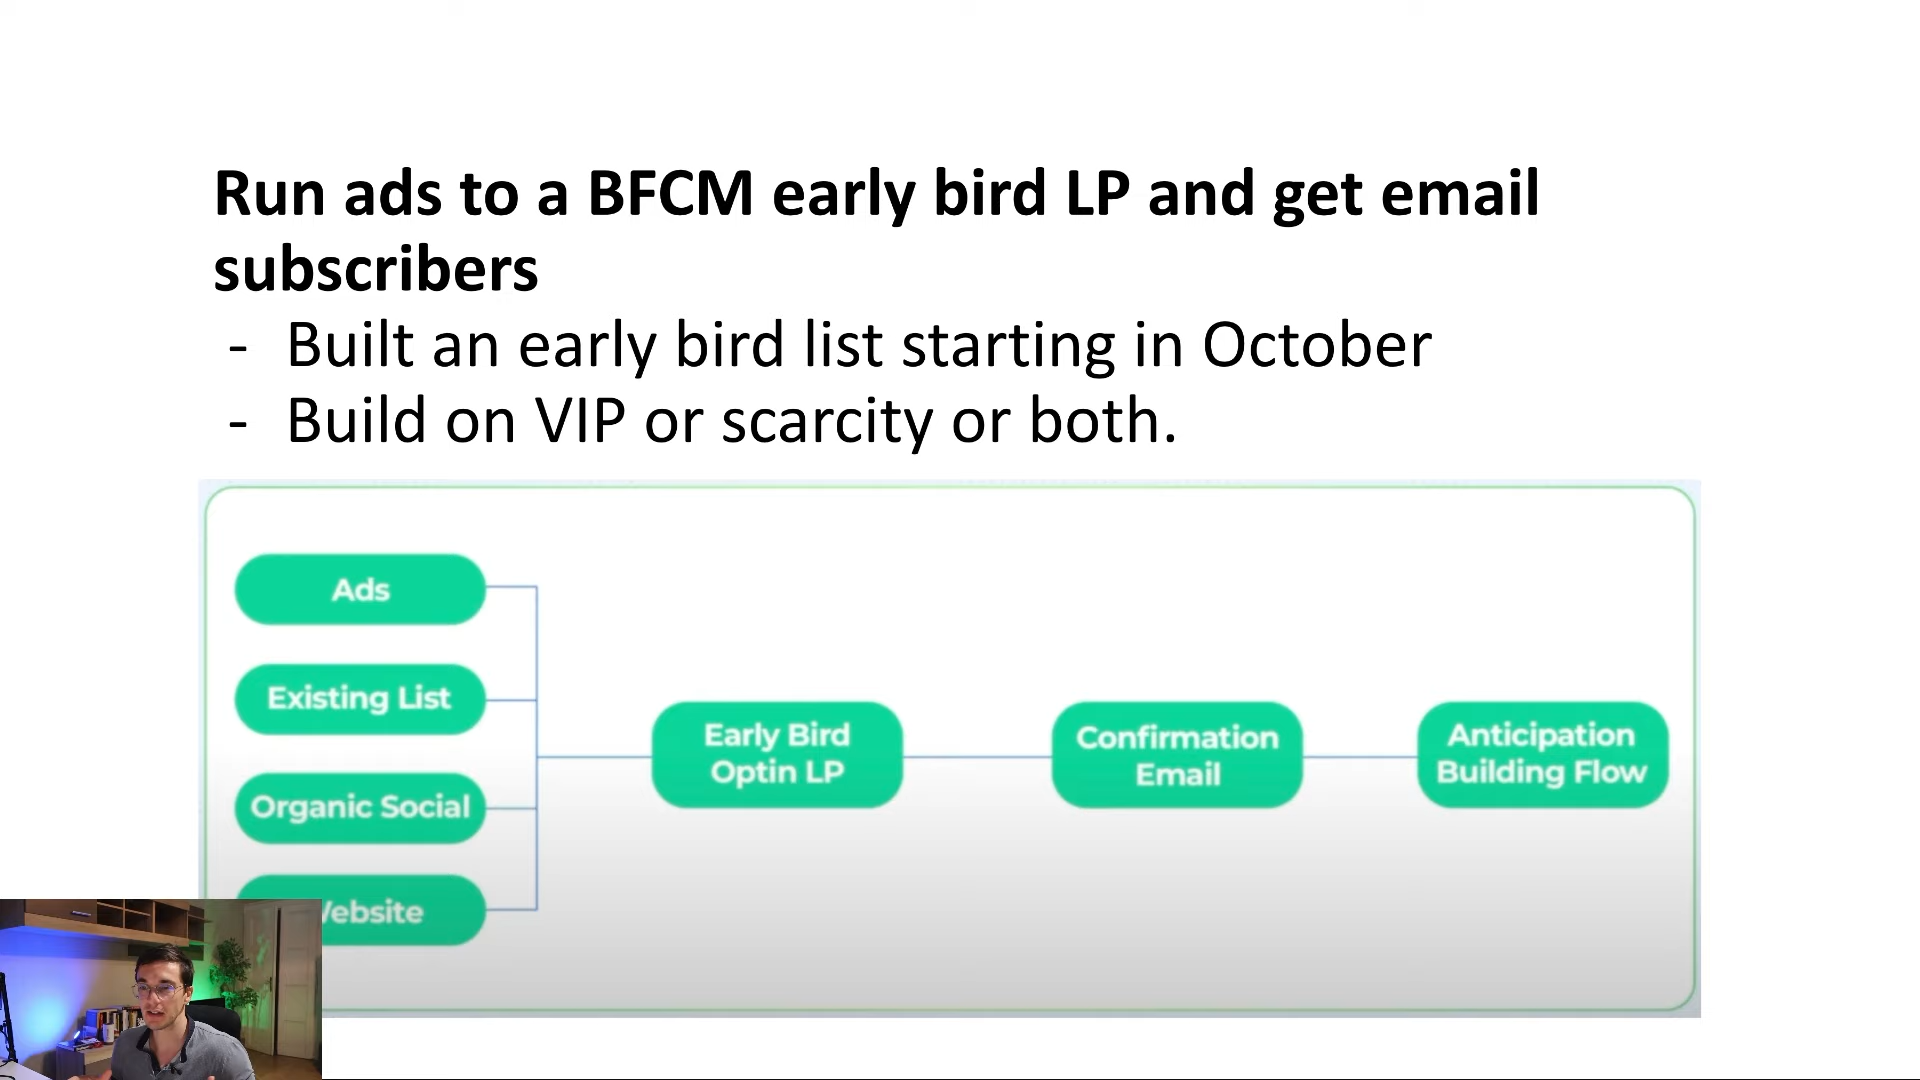 Run ads to a BFCM early bird LP and get email
subscribers
- Built an early bird list starting in October
- Build on VIP or scarcity or both.
Ads
Existing List
Organic Social
Website
Early Bird
Optin LP
Confirmation
Email
Anticipation
Building Flow